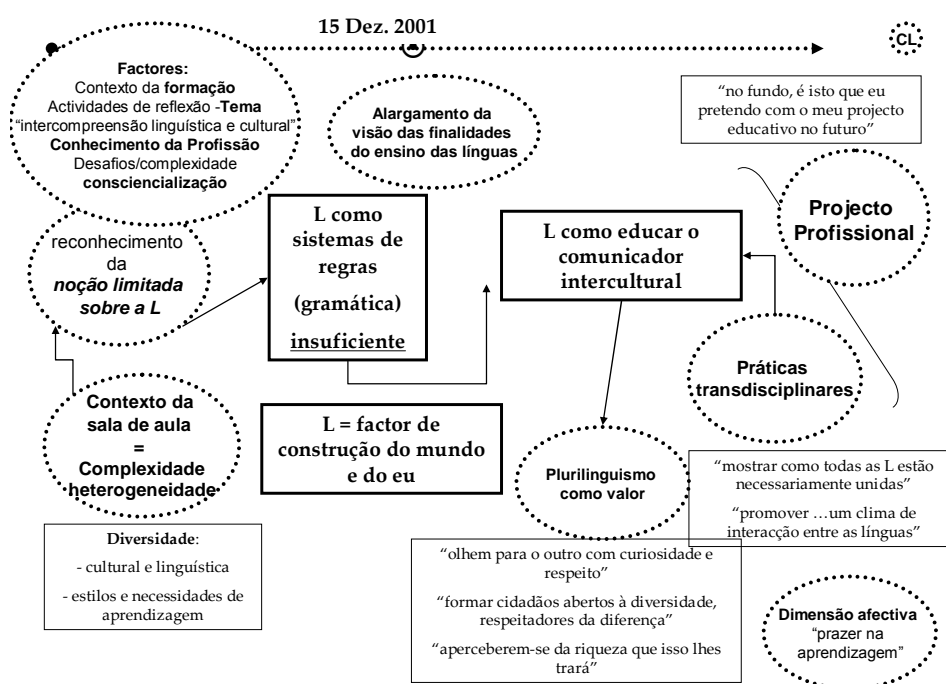 15 Dez. 2001
CL
Factores:
Contexto da formação
Actividades de reflexão -Tema
“intercompreensão linguística e cultural”
Conhecimento da Profissão
Desafios/complexidade
consciencialização
Alargamento da
visão das finalidades
do ensino das línguas
“no fundo, é isto que eu
pretendo com o meu projecto
educativo no futuro”
reconhecimento
da
noção limitada
sobre a L
L como
sistemas de
regras
(gramática)
insuficiente
L como educar o
comunicador
intercultural
Projecto
Profissional
Práticas
transdisciplinares
Contexto da
sala de aula
=
Complexidade
heterogeneidade
L = factor de
construção do mundo
e do eu
Plurilinguismo
como valor
“mostrar como todas as L estão
necessariamente unidas”
“promover …um clima de
interacção entre as línguas”
Diversidade:
- cultural e linguística
- estilos e necessidades de
aprendizagem
“olhem para o outro com curiosidade e
respeito”
“formar cidadãos abertos à diversidade,
respeitadores da diferença”
“aperceberem-se da riqueza que isso lhes
trará”
Dimensão afectiva
“prazer na
aprendizagem”